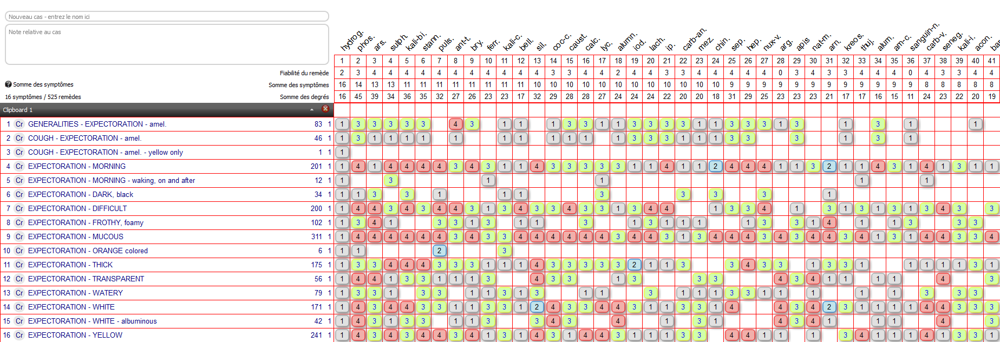 Nouveau cas - entrez le nom ici
Note relative au cas
hydrog. phos. ars. sulph. kali-bi. stann. puls. ant-t. bry. ferr. kali-c. bell. sil. coc-c. caust. calc. lyc. alumn. iod. lach. ip. carb-an. mez. chin. sep. hep. nux-v. arg. apis nat-m. arn. kreos. thuj. alum. am-c. sanguin-n. carb-v. seneg. kali-i. acon.
1 2 3 4 5 6 7 8 9 10 11 12 13 14 15 16 17 18 19 20 21 22 23 24 25 26 27 28 29 30 31 32 33 34 35 36 37 38 39 40 41
Fiabilité du remède 2 3 4 4 4 4 4 4 4 4 4 4 4 3 3 4 4 2 4 4 3 3 4 4 4 4 4 0 3 4 3 3 4 4 4 0 4 3 3 4 4
Somme des symptômes Somme des symptômes 16 14 13 13 11 11 11 11 11 11 11 11 10 10 10 10 10 10 10 10 10 10 10 10 9 9 9 9 9 9 9 9 9 9 9 9 8 8 8 8 8
16 symptômes / 525 remèdes Somme des degrés 16 45 39 34 36 35 32 27 26 23 23 17 32 29 28 28 27 24 24 24 22 20 20 18 31 29 25 23 23 23 21 17 17 16 15 11 24 23 22 20 19
Clipboard 1
1 Cr GENERALITIES - EXPECTORATION - amel. 83 1 1 3 3 3 3 3 4 3 1 1 1 3 3 1 1 3 3 3 3 1 1 3 3 3 1 3 1 3 1 1
2 Cr COUGH - EXPECTORATION - amel. 46 1 1 3 1 1 1 1 1 1 1 1 1 1 1 3 3 3 1 1 1 3 3 3 1 3 1
3 Cr COUGH - EXPECTORATION - amel. - yellow only 1 1 1
4 Cr EXPECTORATION - MORNING 201 1 1 4 1 4 4 4 4 3 4 3 1 1 4 3 3 3 3 3 1 1 4 1 1 2 4 4 4 1 1 3 2 1 1 4 3 1 4 1 3 1 1
5 Cr EXPECTORATION - MORNING - waking, on and after 12 1 1 3 1 1 1 1
6 Cr EXPECTORATION - DARK, black 34 1 1 1 3 3 1 1 1 3 3 3 3 1
7 Cr EXPECTORATION - DIFFICULT 200 1 1 4 4 3 4 3 4 4 3 1 3 4 3 3 4 3 3 1 3 4 4 1 3 3 4 1 3 1 3 1 3 1 3 4 3 3
8 Cr EXPECTORATION - FROTHY, foamy 102 1 1 3 4 1 3 3 1 3 1 1 3 1 3 1 1 1 1 3 3 1 4 1 1 3 3 3
9 Cr EXPECTORATION - MUCOUS 311 1 1 4 4 4 4 4 4 3 4 3 3 4 4 4 4 4 4 3 4 4 3 1 3 4 4 4 3 4 3 4 4 3 4 1 3 1 4 4 3 3 4
10 Cr EXPECTORATION - ORANGE colored 6 1 1 1 2 3
11 Cr EXPECTORATION - THICK 175 1 1 3 3 4 4 4 3 3 3 1 1 1 4 3 3 3 3 3 2 1 1 3 3 4 3 3 1 3 3 1 1 1 1 1 3 1
12 Cr EXPECTORATION - TRANSPARENT 56 1 1 4 4 1 3 3 1 1 1 3 4 3 3 1 3 3 3 4 3 4 1 1 1 1 4 3
13 Cr EXPECTORATION - WATERY 79 1 1 3 3 1 3 3 1 1 3 1 3 1 1 3 1 1 1 3 3 1 1 1 1 1 3 3 3
14 Cr EXPECTORATION - WHITE 171 1 1 4 3 4 4 3 3 1 1 3 3 1 2 4 3 3 4 4 3 1 1 3 3 1 4 4 3 4 2 3 1 1 1 1 4 4 3 3 3
15 Cr EXPECTORATION - WHITE - albuminous 42 1 1 4 3 1 3 3 1 1 3 3 4 3 4 1 3 1 4 3 4 1 1 1 4 3
16 Cr EXPECTORATION - YELLOW 241 1 1 4 3 4 3 4 4 3 4 3 1 1 4 3 1 4 4 1 3 4 1 3 3 4 4 1 1 1 3 4 1 1 1 4 1 3 3 1